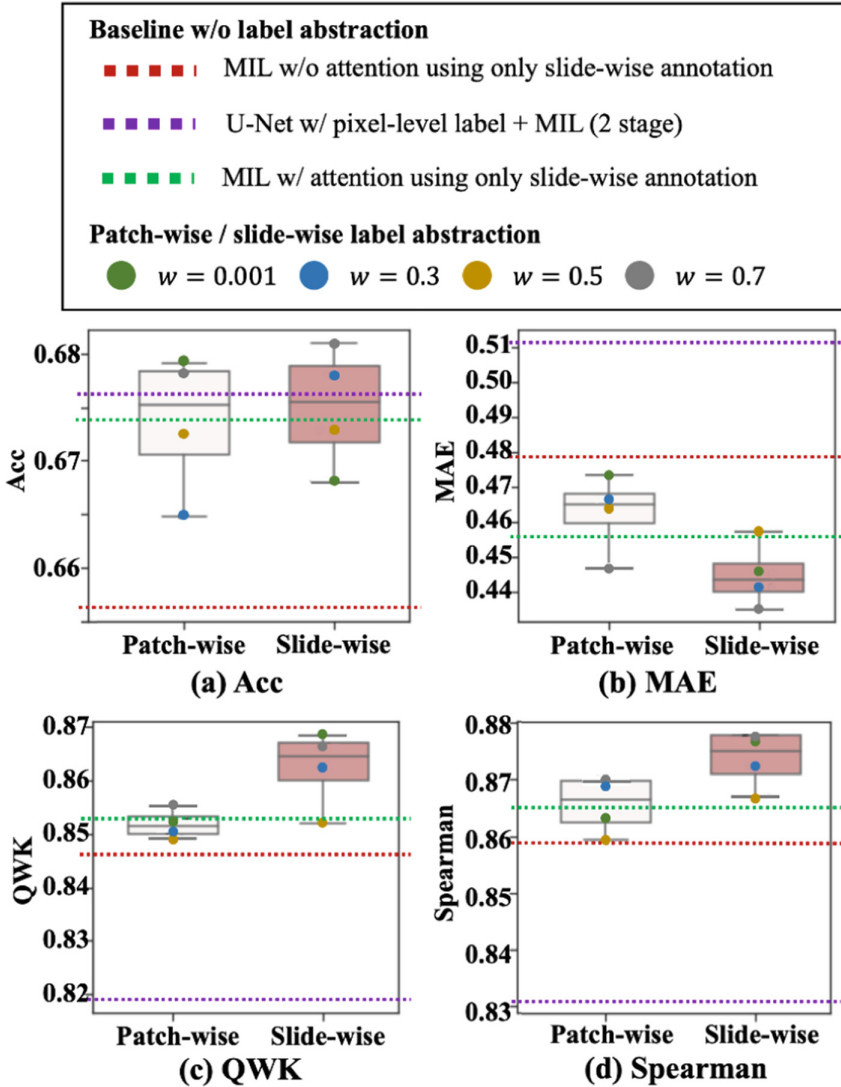 Baseline w/o label abstraction
MIL w/o attention using only slide-wise annotation
U-Net w/ pixel-level label + MIL (2 stage)
MIL w/ attention using only slide-wise annotation
Patch-wise / slide-wise label abstraction
w = 0.001 w = 0.3 w = 0.5 w = 0.7
0.68
0.67
0.66
Acc
Patch-wise Slide-wise
(a) Acc
0.51
0.50
0.49
0.48
0.47
0.46
0.45
0.44
MAE
Patch-wise Slide-wise
(b) MAE
0.87
0.86
0.85
0.84
0.83
0.82
QWK
Patch-wise Slide-wise
(c) QWK
0.88
0.87
0.86
0.85
0.84
0.83
Spearman
Patch-wise Slide-wise
(d) Spearman